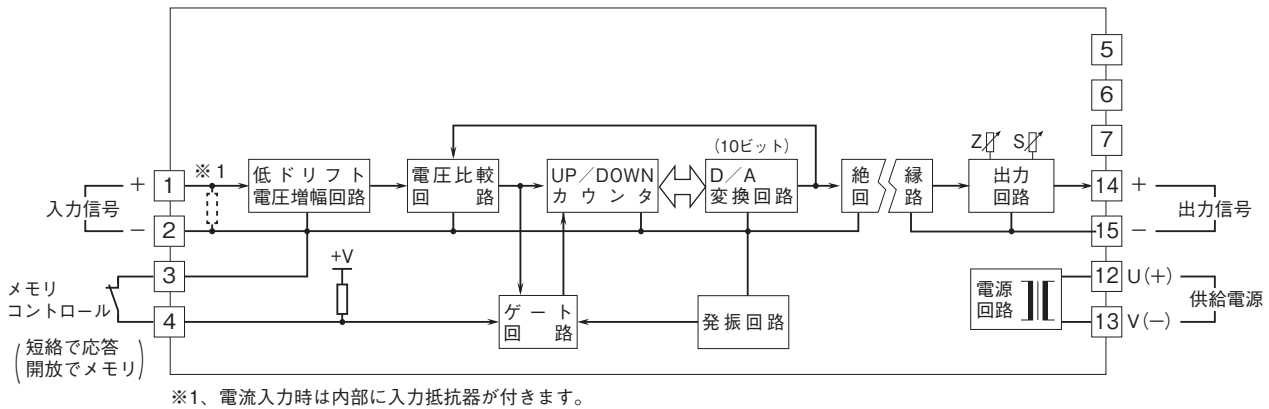 5
6
7
(10ビット)
Z S
※1
低ドリフト
電圧増幅回路
電圧比較
回 路
UP/DOWN
カウンタ
D/A
変換回路
絶
回
縁
路
出力
回路
入力信号
+ 1
− 2
14 +
15 −
出力信号
メモリ
コントロール
3
4
(短絡で応答
開放でメモリ)
+V
ゲート
回 路
発振回路
電源
回路
12 U(+)
13 V(−)
供給電源
※1、電流入力時は内部に入力抵抗器が付きます。